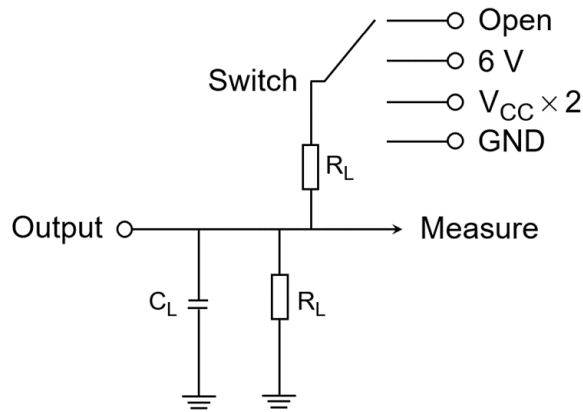 Open
6 V
Switch
VCC × 2
GND
RL
Output
Measure
CL
RL